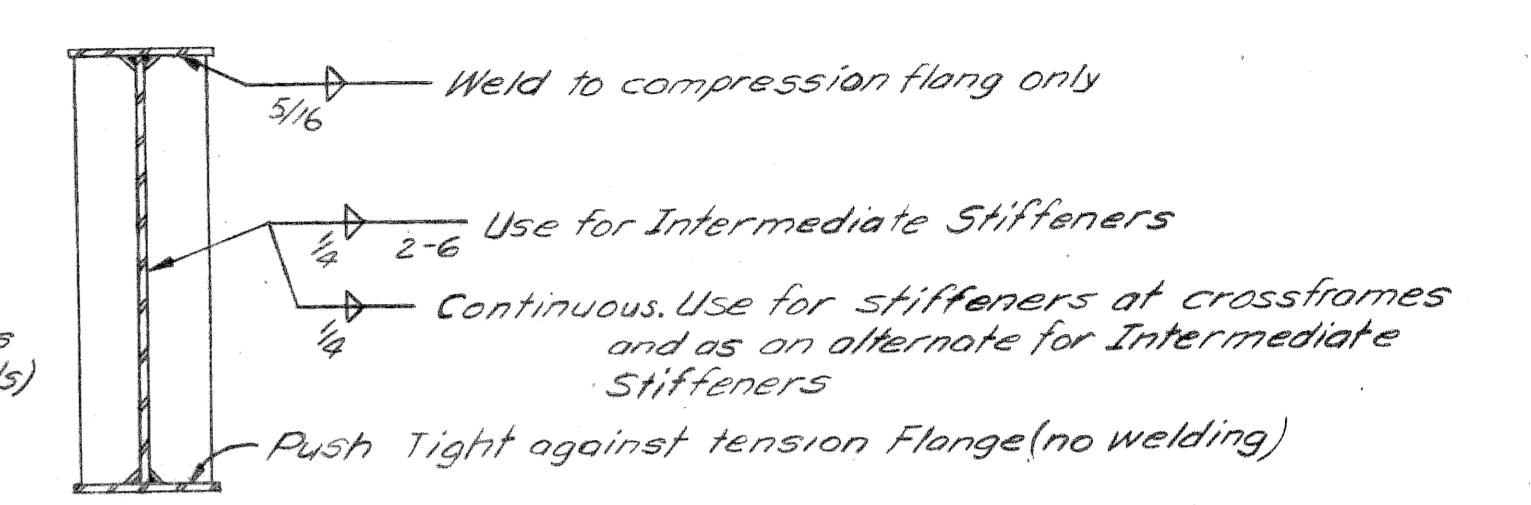 Weld to compression flang only
5/16
Use for Intermediate Stiffeners
1/4 2-6
Continuous. Use for stiffeners at crossframes
1/4
and as an alternate for Intermediate
Stiffeners
Push Tight against tension Flange (no welding)